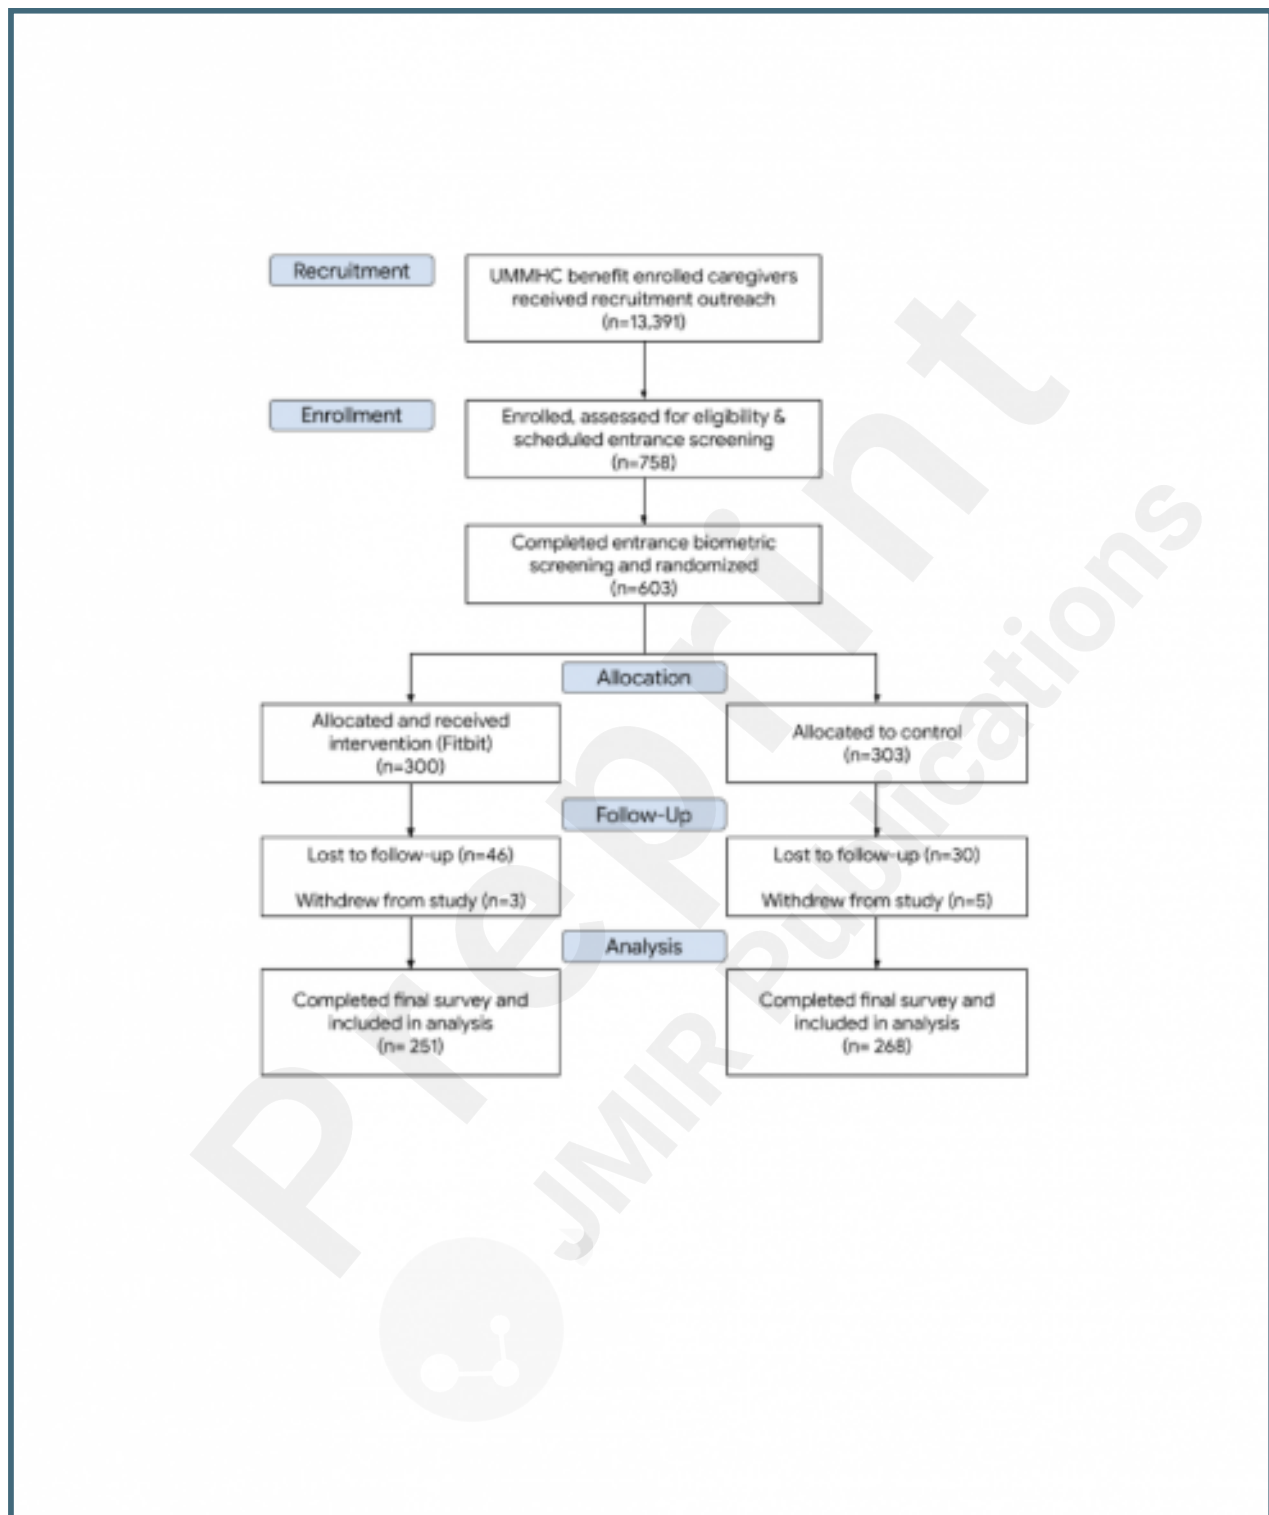 Recruitment
UMMHC benefit enrolled caregivers
received recruitment outreach
(n=13,391)
Enrollment
Enrolled, assessed for eligibility &
scheduled entrance screening
(n=758)
Completed entrance biometric
screening and randomized
(n=603)
Allocation
Allocated and received
intervention (Fitbit)
(n=300)
Allocated to control
(n=303)
Follow-Up
Lost to follow-up (n=46)
Withdrew from study (n=3)
Lost to follow-up (n=30)
Withdrew from study (n=5)
Analysis
Completed final survey and
included in analysis
(n= 251)
Completed final survey and
included in analysis
(n= 268)
Preprint
JMIR Publications